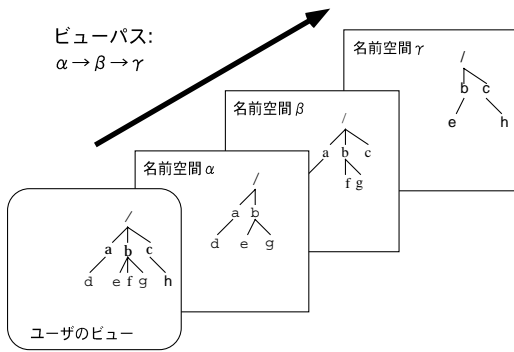 ビューパス:
α→β→γ
名前空間 γ
/
b c
e h
名前空間 β
/
a b c
f g
名前空間 α
/
a b
d e g
/
a b c
d e f g h
ユーザのビュー